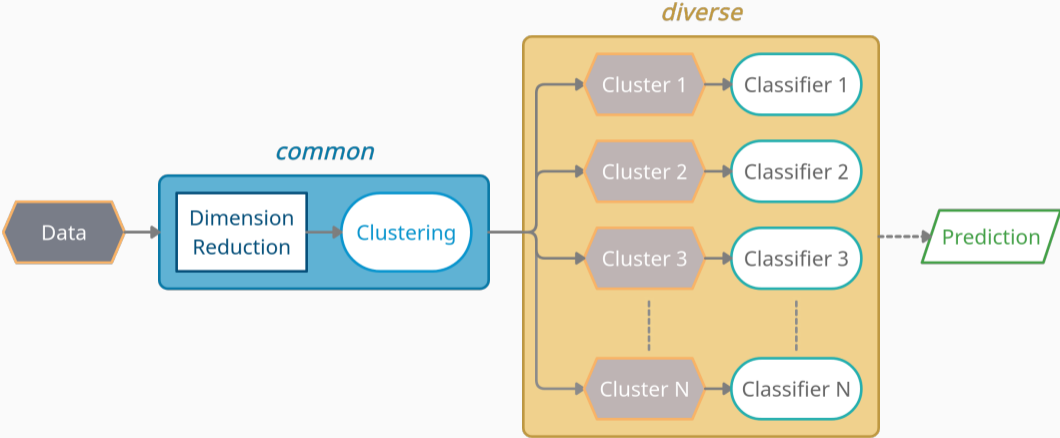 diverse
common
Data
Dimension
Reduction
Clustering
Cluster 1
Classifier 1
Cluster 2
Classifier 2
Cluster 3
Classifier 3
Cluster N
Classifier N
Prediction